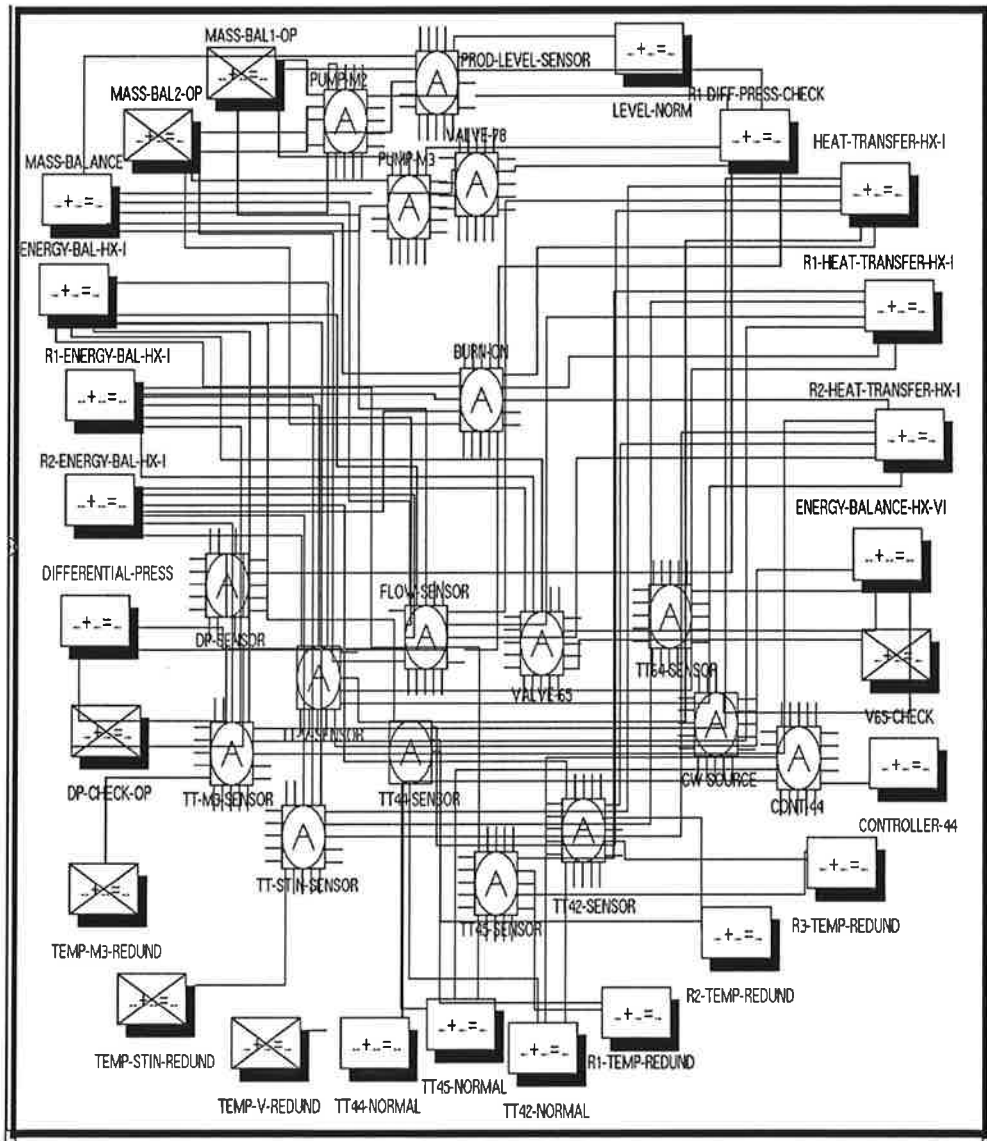 MASS-BAL1-OP
PROD-LEVEL-SENSOR
PUMP-M2
MASS-BAL2-OP
R1-DIFF-PRESS-CHECK
LEVEL-NORM
VALVE-78
HEAT-TRANSFER-HX-I
MASS-BALANCE
PUMP-M3
ENERGY-BAL-HX-I
R1-HEAT-TRANSFER-HX-I
R1-ENERGY-BAL-HX-I
BURN-ON
R2-HEAT-TRANSFER-HX-I
R2-ENERGY-BAL-HX-I
ENERGY-BALANCE-HX-VI
DIFFERENTIAL-PRESS
FLOW-SENSOR
DP-SENSOR
TT64-SENSOR
VALVE-65
V65-CHECK
CW-SOURCE
DP-CHECK-OP
TT-M3-SENSOR
TT44-SENSOR
CONT-44
CONTROLLER-44
TT-STIN-SENSOR
TT42-SENSOR
TT45-SENSOR
R3-TEMP-REDUND
TEMP-M3-REDUND
R2-TEMP-REDUND
TEMP-STIN-REDUND
R1-TEMP-REDUND
TEMP-V-REDUND
TT44-NORMAL
TT45-NORMAL
TT42-NORMAL